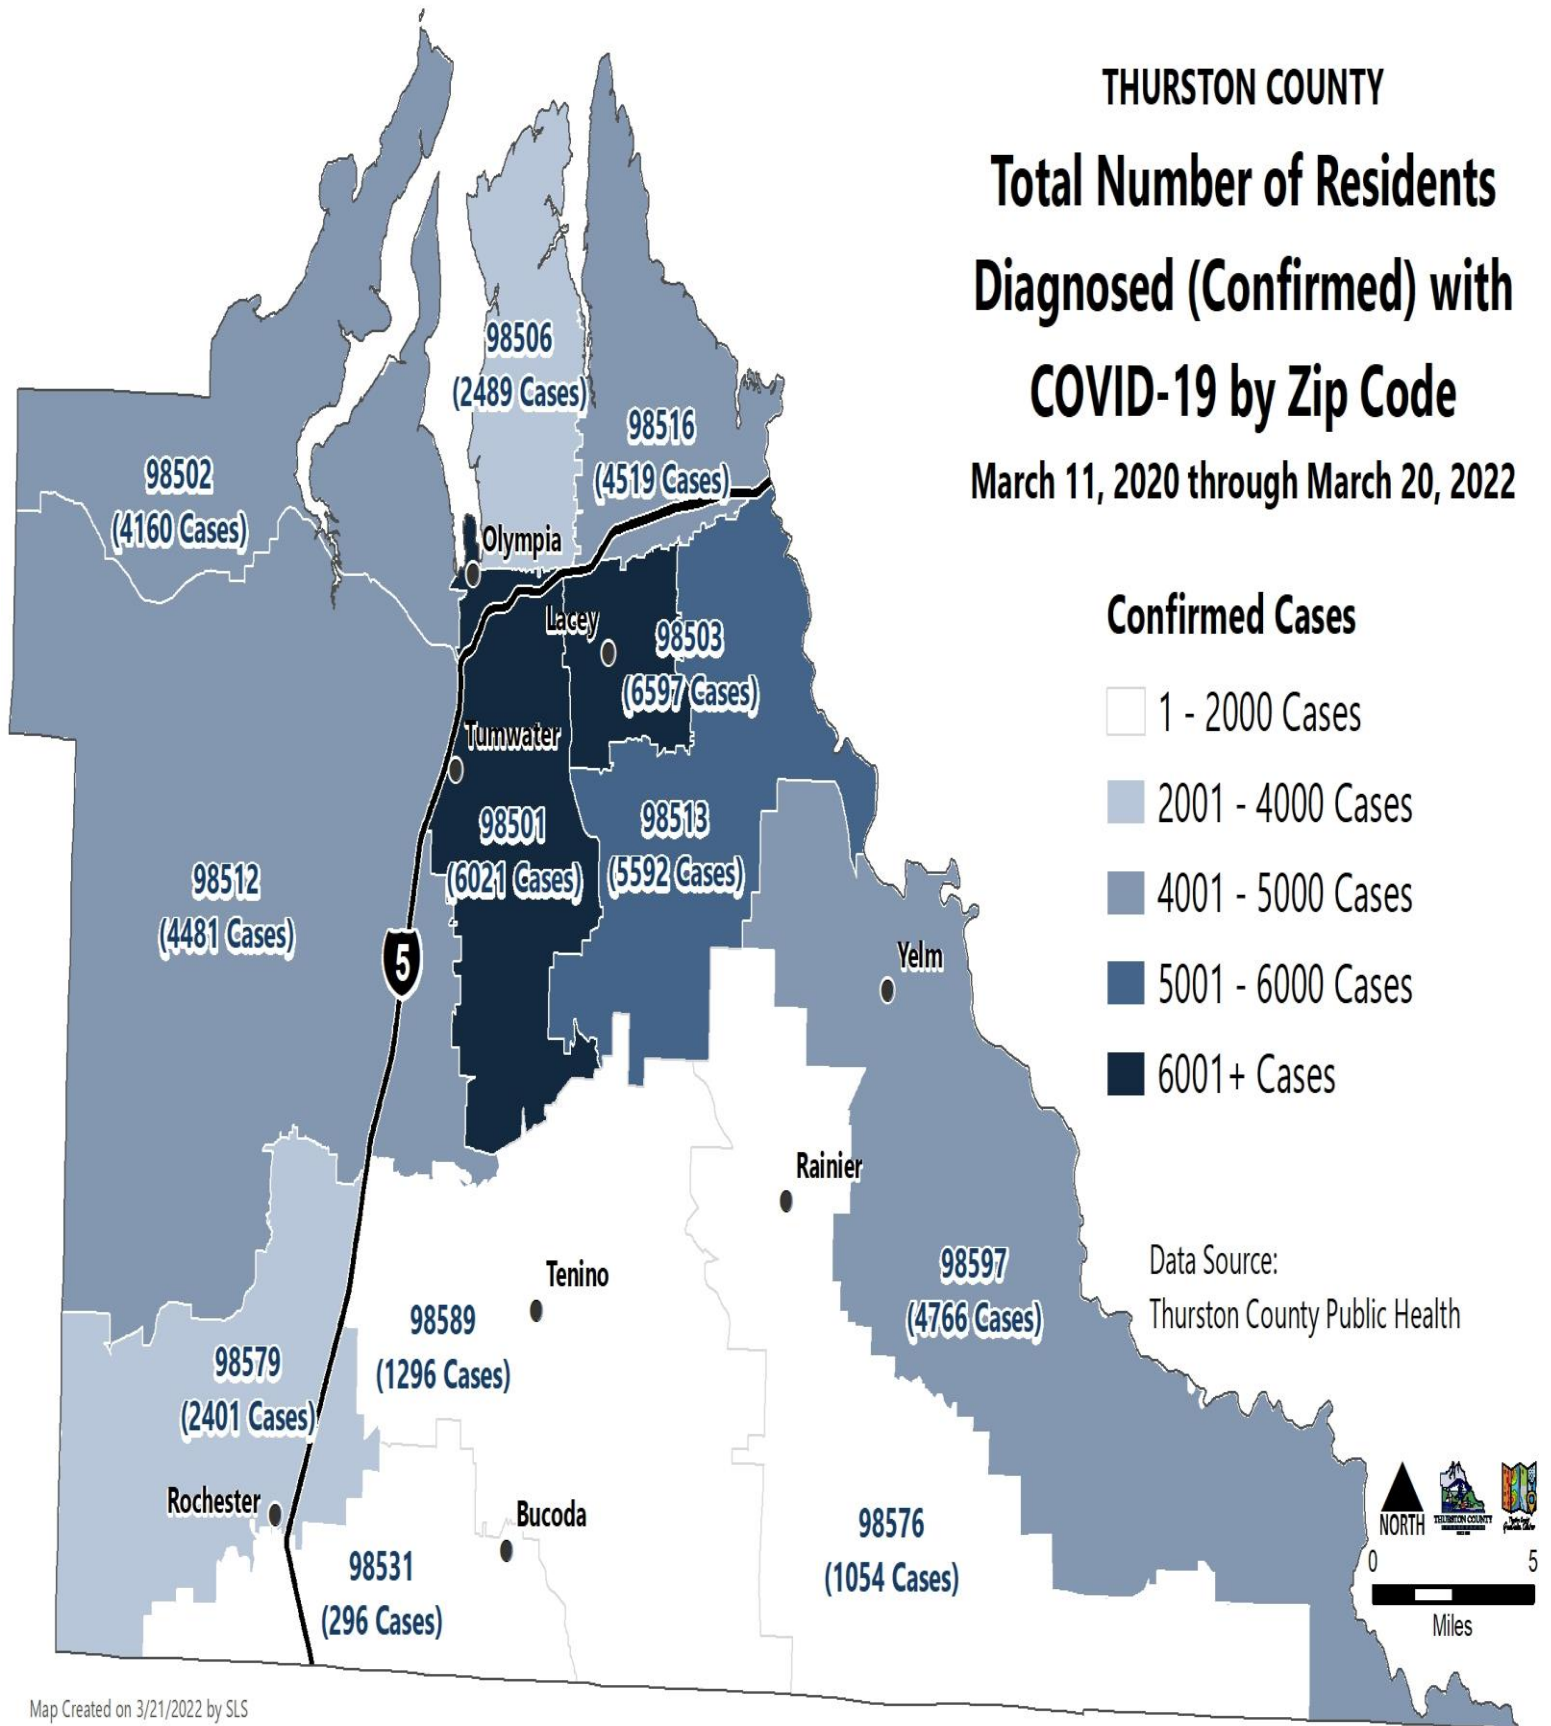 THURSTON COUNTY
Total Number of Residents
Diagnosed (Confirmed) with
COVID-19 by Zip Code
March 11, 2020 through March 20, 2022
98506
(2489 Cases)
98516
(4519 Cases)
98502
(4160 Cases)
Olympia
Lacey
98503
(6597 Cases)
Tumwater
98501
(6021 Cases)
98513
(5592 Cases)
98512
(4481 Cases)
5
Yelm
Rainier
Tenino
98597
(4766 Cases)
98589
(1296 Cases)
98579
(2401 Cases)
Rochester
Bucoda
98531
(296 Cases)
98576
(1054 Cases)
Confirmed Cases
1 - 2000 Cases
2001 - 4000 Cases
4001 - 5000 Cases
5001 - 6000 Cases
6001+ Cases
Data Source:
Thurston County Public Health
NORTH
THURSTON COUNTY
0 5
Miles
Map Created on 3/21/2022 by SLS